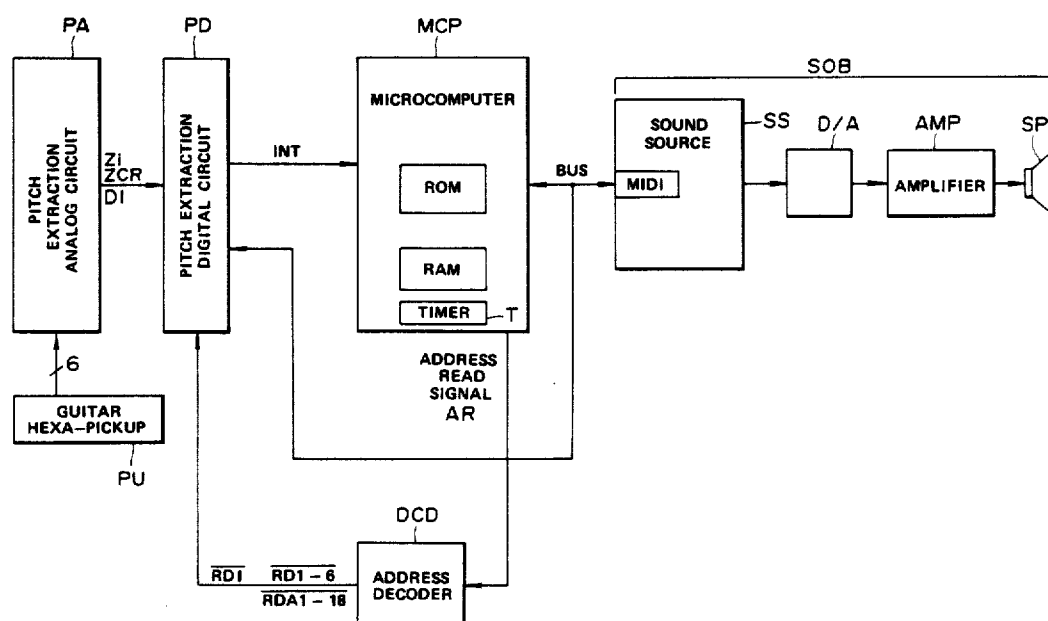 PA
PD
MCP
SOB
PITCH
EXTRACTION
ANALOG CIRCUIT
Zi
ZCR
DI
PITCH EXTRACTION
DIGITAL CIRCUIT
INT
MICROCOMPUTER
ROM
RAM
TIMER
T
BUS
SOUND
SOURCE
MIDI
SS
D/A
AMP
AMPLIFIER
SP
6
GUITAR
HEXA-PICKUP
PU
ADDRESS
READ
SIGNAL
AR
DCD
ADDRESS
DECODER
RDI RD1-6
RDA1-18